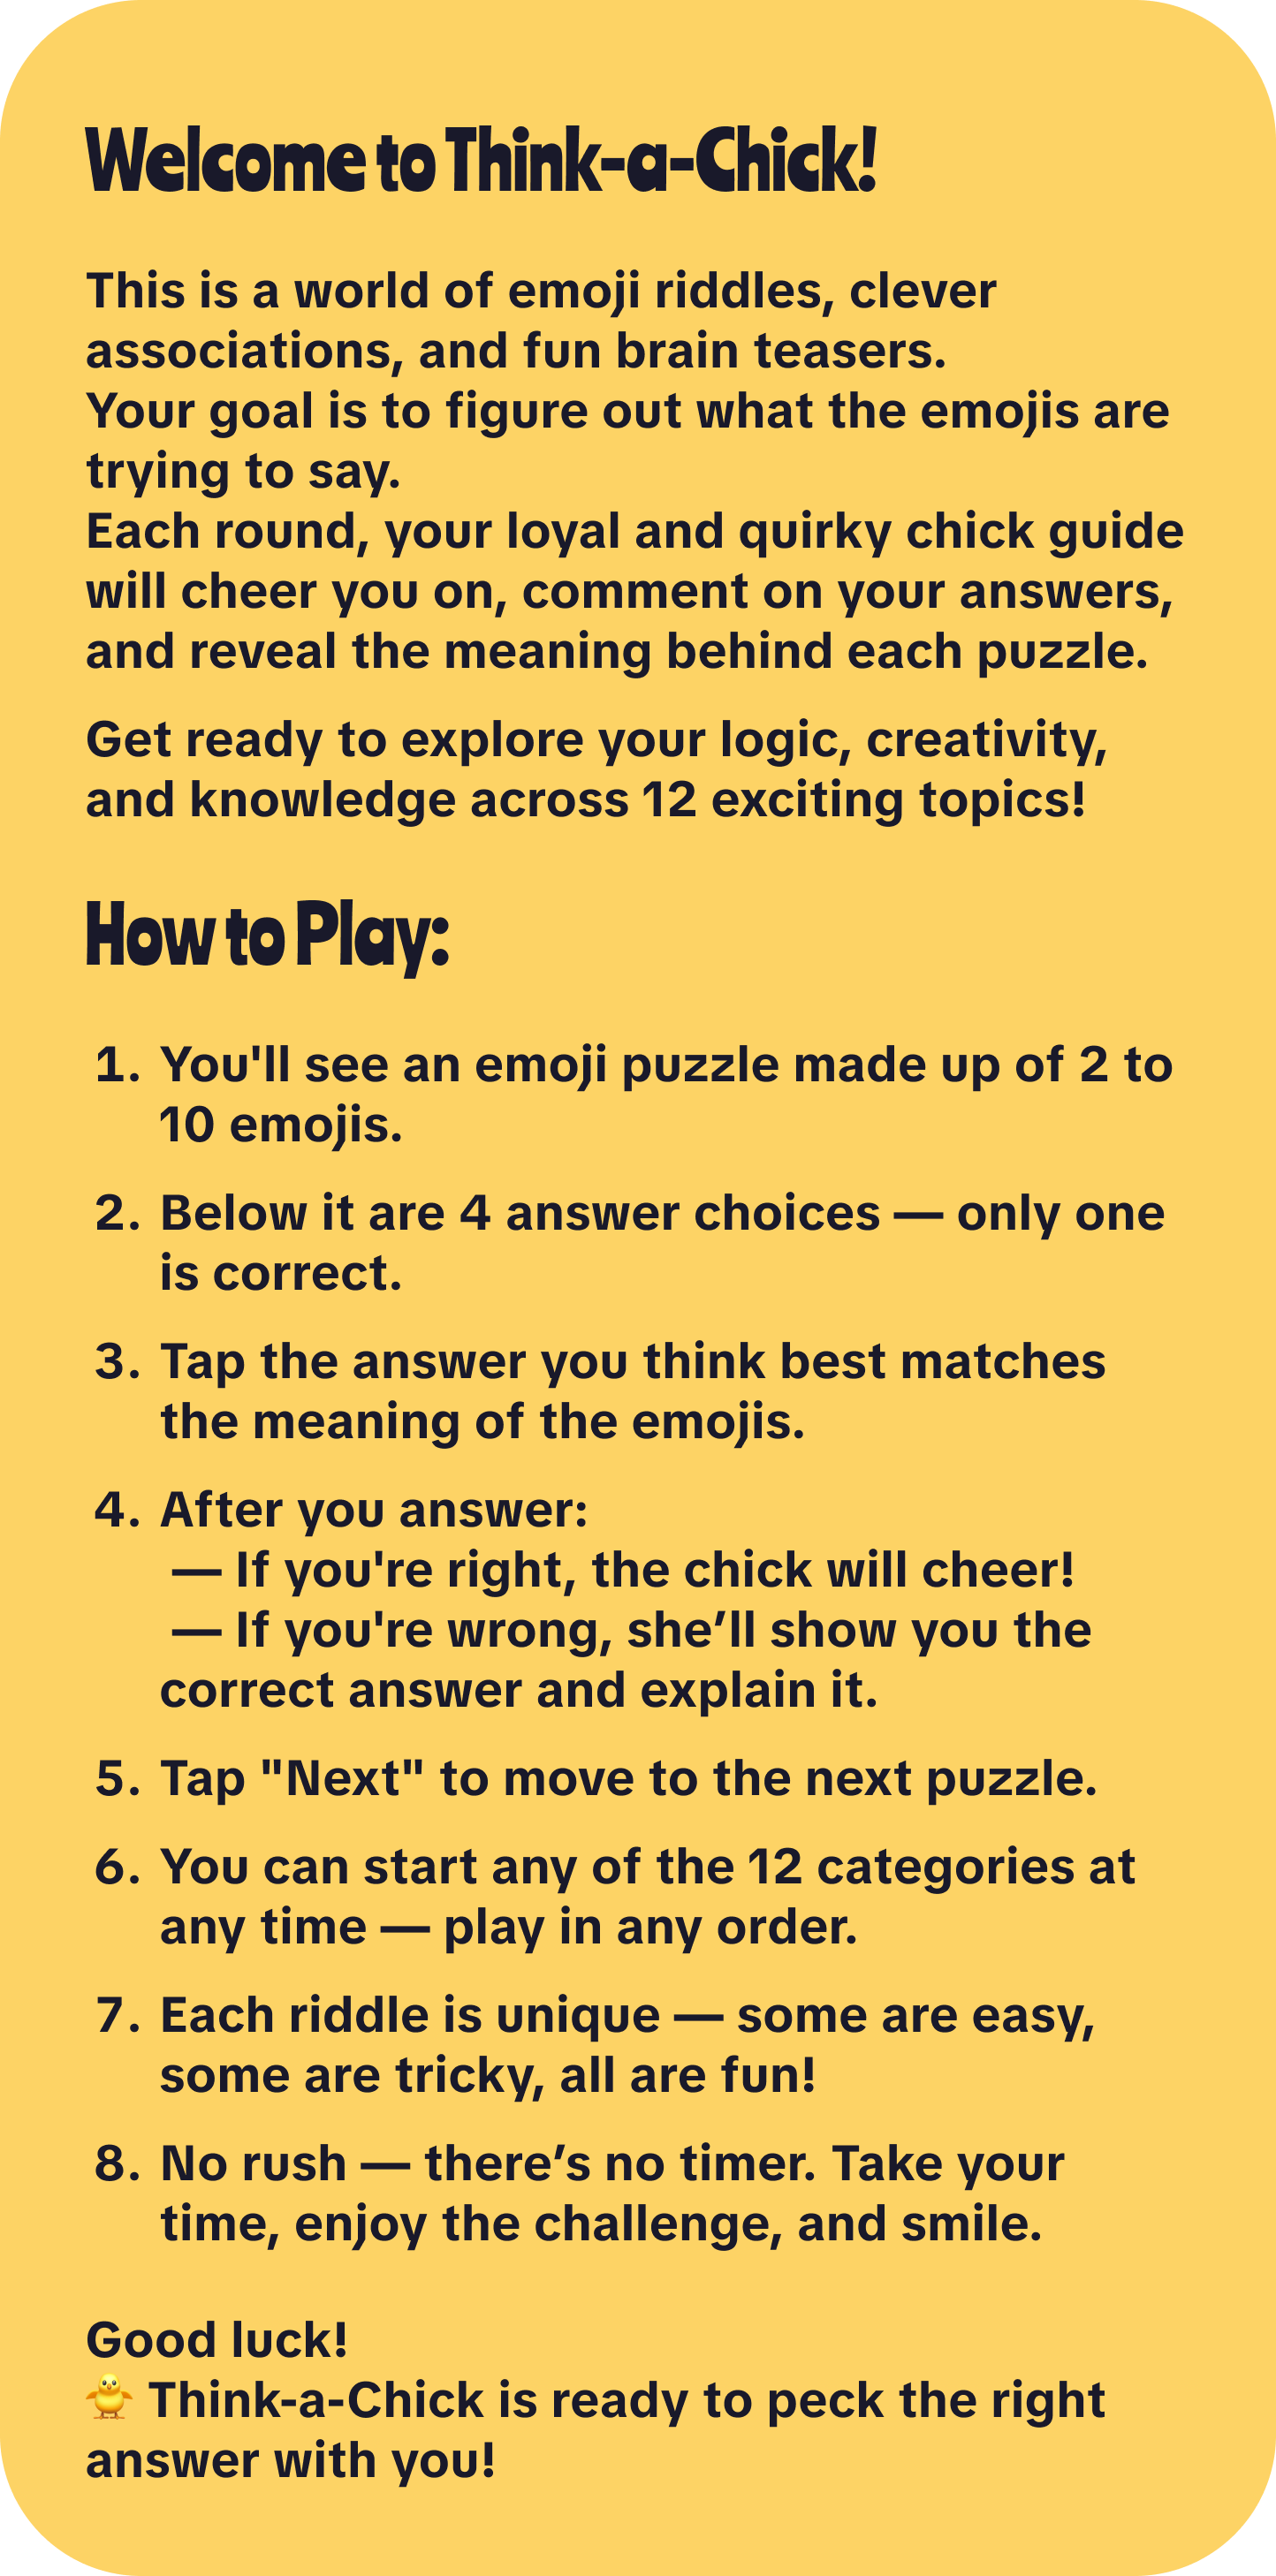 Welcome to Think-a-Chick!
This is a world of emoji riddles, clever
associations, and fun brain teasers.
Your goal is to figure out what the emojis are
trying to say.
Each round, your loyal and quirky chick guide
will cheer you on, comment on your answers,
and reveal the meaning behind each puzzle.
Get ready to explore your logic, creativity,
and knowledge across 12 exciting topics!
How to Play:
1. You'll see an emoji puzzle made up of 2 to
10 emojis.
2. Below it are 4 answer choices — only one
is correct.
3. Tap the answer you think best matches
the meaning of the emojis.
4. After you answer:
— If you're right, the chick will cheer!
— If you're wrong, she’ll show you the
correct answer and explain it.
5. Tap "Next" to move to the next puzzle.
6. You can start any of the 12 categories at
any time — play in any order.
7. Each riddle is unique — some are easy,
some are tricky, all are fun!
8. No rush — there’s no timer. Take your
time, enjoy the challenge, and smile.
Good luck!
🐥 Think-a-Chick is ready to peck the right
answer with you!